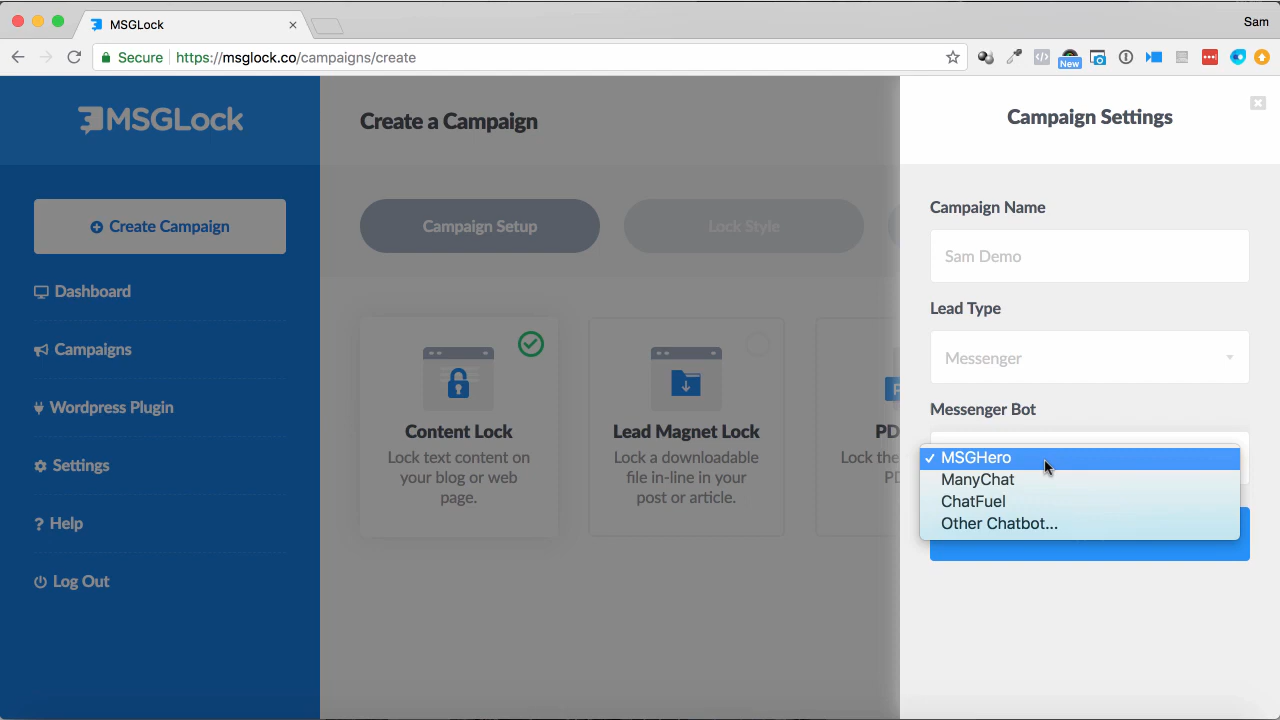 MSGLock
Sam
Secure
https://msglock.co/campaigns/create
New
MSGLock
Create Campaign
Dashboard
Campaigns
Wordpress Plugin
Settings
Help
Log Out
Create a Campaign
Campaign Setup
Lock Style
Content Lock
Lock text content on
your blog or web
page.
Lead Magnet Lock
Lock a downloadable
file in-line in your
post or article.
PD
Lock the
PD
Campaign Settings
Campaign Name
Sam Demo
Lead Type
Messenger
Messenger Bot
MSGHero
ManyChat
ChatFuel
Other Chatbot...